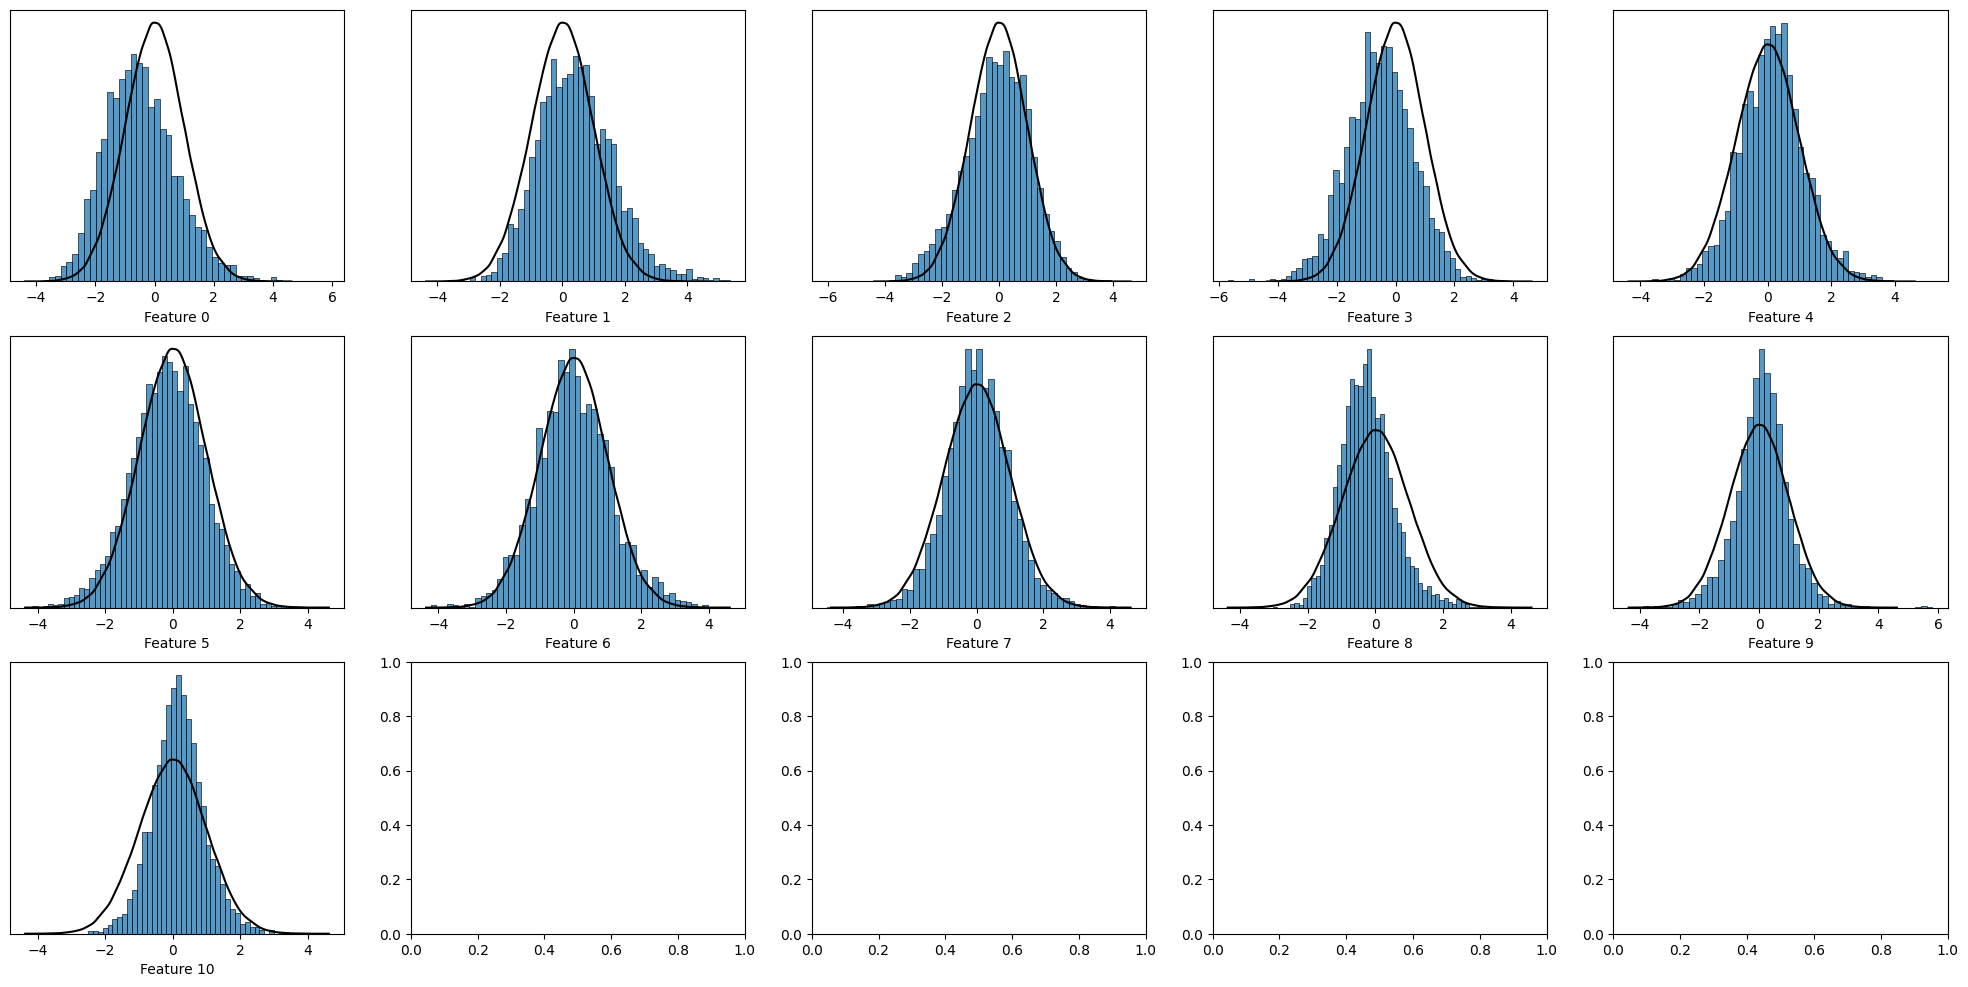 −4 −2 0 2 4 6
Feature 0
−4 −2 0 2 4
Feature 1
−6 −4 −2 0 2 4
Feature 2
−6 −4 −2 0 2 4
Feature 3
−4 −2 0 2 4
Feature 4
−4 −2 0 2 4
Feature 5
−4 −2 0 2 4
Feature 6
−4 −2 0 2 4
Feature 7
−4 −2 0 2 4
Feature 8
−4 −2 0 2 4 6
Feature 9
−4 −2 0 2 4
Feature 10
1.0
0.8
0.6
0.4
0.2
0.0
0.0 0.2 0.4 0.6 0.8 1.0
1.0
0.8
0.6
0.4
0.2
0.0
0.0 0.2 0.4 0.6 0.8 1.0
1.0
0.8
0.6
0.4
0.2
0.0
0.0 0.2 0.4 0.6 0.8 1.0
1.0
0.8
0.6
0.4
0.2
0.0
0.0 0.2 0.4 0.6 0.8 1.0